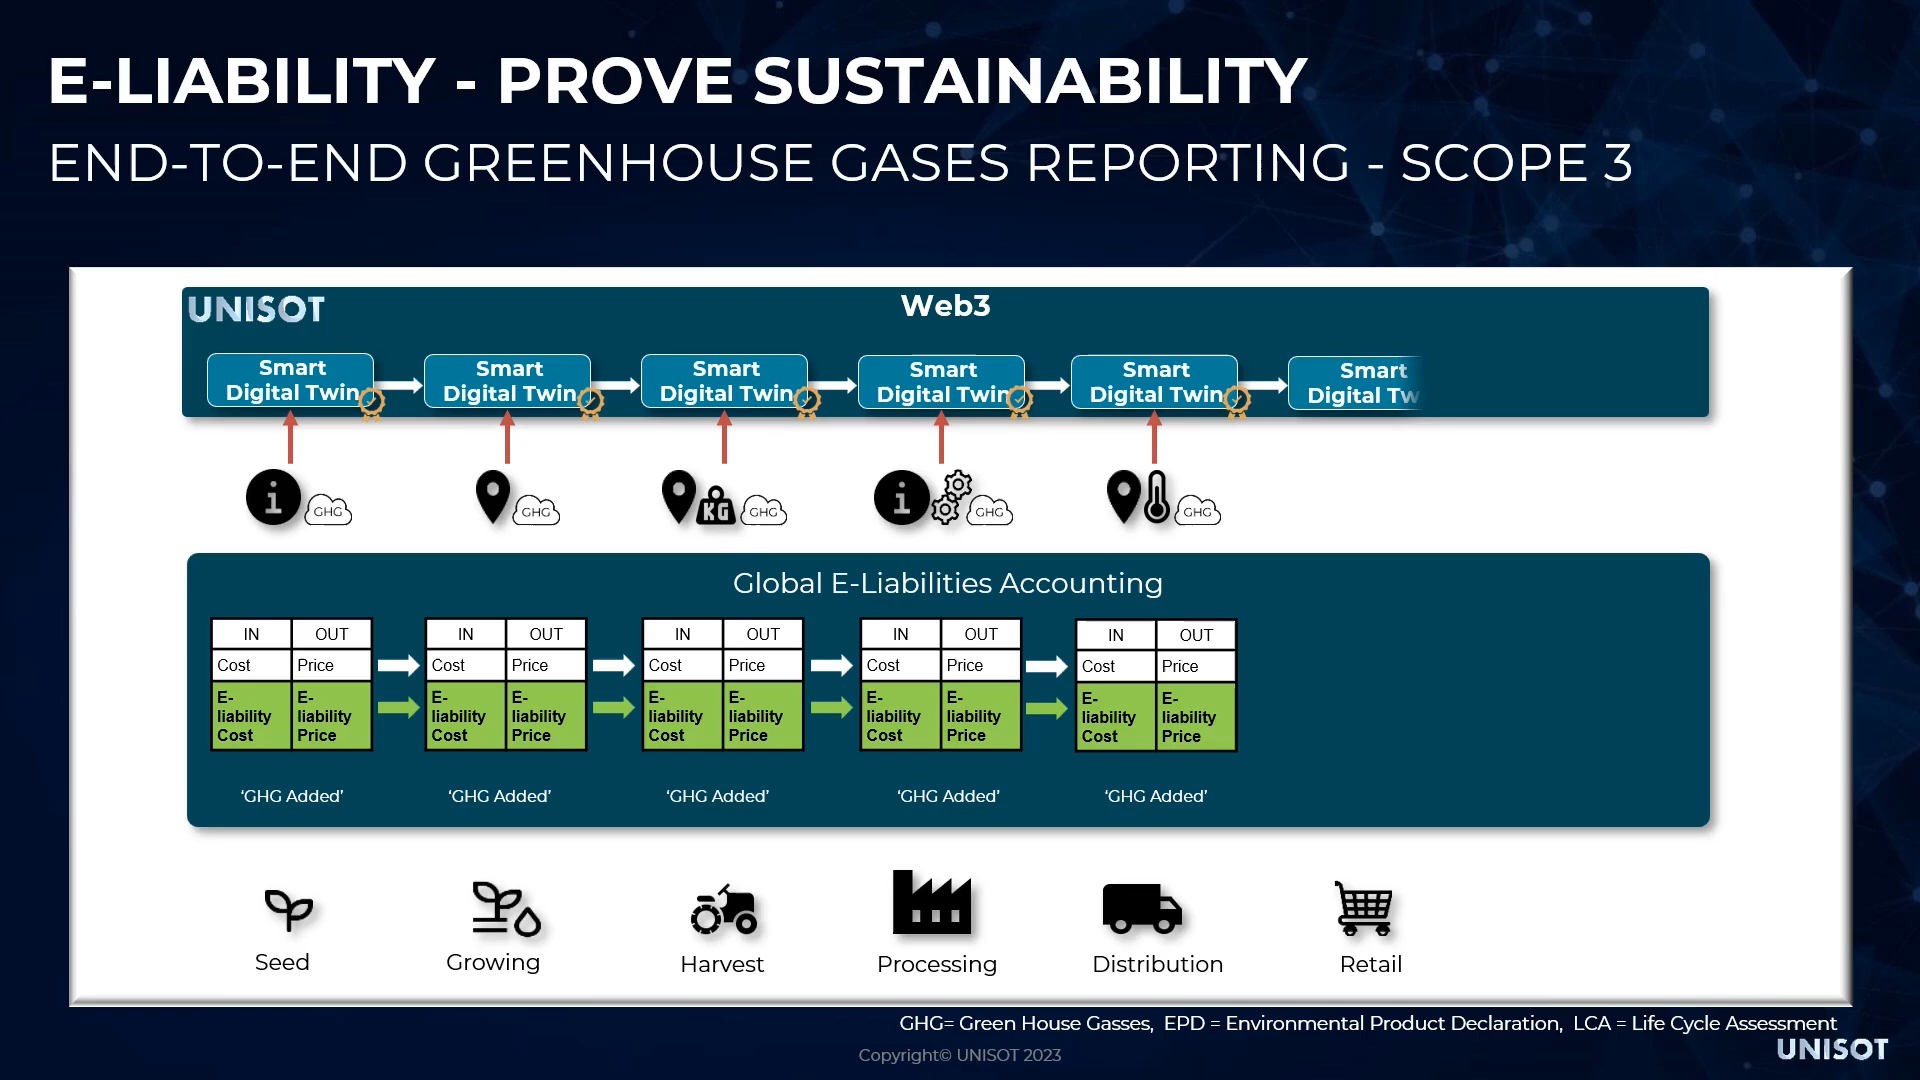 E-LIABILITY - PROVE SUSTAINABILITY
END-TO-END GREENHOUSE GASES REPORTING - SCOPE 3
UNISOT
Web3
Smart
Digital Twin
Smart
Digital Twin
Smart
Digital Twin
Smart
Digital Twin
Smart
Digital Twin
Smart
Digital Tw
i
GHG
GHG
KG
GHG
i
GHG
GHG
Global E-Liabilities Accounting
IN OUT
Cost Price
E-liability Cost E-liability Price
IN OUT
Cost Price
E-liability Cost E-liability Price
IN OUT
Cost Price
E-liability Cost E-liability Price
IN OUT
Cost Price
E-liability Cost E-liability Price
IN OUT
Cost Price
E-liability Cost E-liability Price
‘GHG Added’
‘GHG Added’
‘GHG Added’
‘GHG Added’
‘GHG Added’
Seed
Growing
Harvest
Processing
Distribution
Retail
GHG= Green House Gasses, EPD = Environmental Product Declaration, LCA = Life Cycle Assessment
Copyright© UNISOT 2023
UNISOT